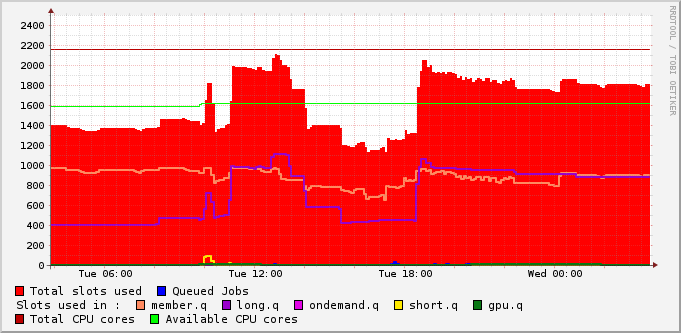 2400
2200
2000
1800
1600
1400
1200
1000
800
600
400
200
0
Tue 06:00 Tue 12:00 Tue 18:00 Wed 00:00
Total slots used Queued Jobs
Slots used in : member.q long.q ondemand.q short.q gpu.q
Total CPU cores Available CPU cores
RRDTOOL / TOBI OETIKER